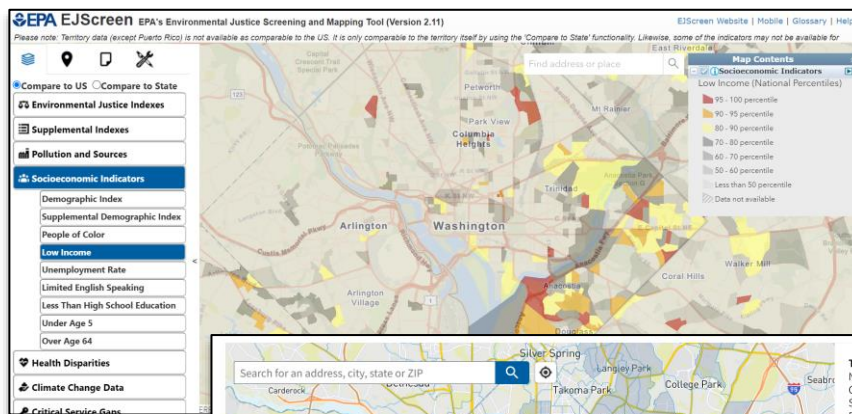 EPA EJScreen EPA's Environmental Justice Screening and Mapping Tool (Version 2.11)
EJScreen Website | Mobile | Glossary | Help
Please note: Territory data (except Puerto Rico) is not available as comparable to the US. It is only comparable to the territory itself by using the 'Compare to State' functionality. Likewise, some of the indicators may not be available for
Compare to US Compare to State
Environmental Justice Indexes
Supplemental Indexes
Pollution and Sources
Socioeconomic Indicators
Demographic Index
Supplemental Demographic Index
People of Color
Low Income
Unemployment Rate
Limited English Speaking
Less Than High School Education
Under Age 5
Over Age 64
Health Disparities
Climate Change Data
Critical Service Gaps
Find address or place
East Riverdale
Map Contents
Socioeconomic Indicators
Low Income (National Percentiles)
95 - 100 percentile
90 - 95 percentile
80 - 90 percentile
70 - 80 percentile
60 - 70 percentile
50 - 60 percentile
Less than 50 percentile
Data not available
Capital
Crescent Trail
Special Park
123
Petworth
Park View
Columbia
Heights
Mt Rainier
Trinidad
Arlington
Washington
Arlington
Village
1
Anacostia
Douglass
Coral Hills
Walker Mill
Search for an address, city, state or ZIP
Silver Spring
Langley Park
Takoma Park
College Park
Carderock
Bethesda
95